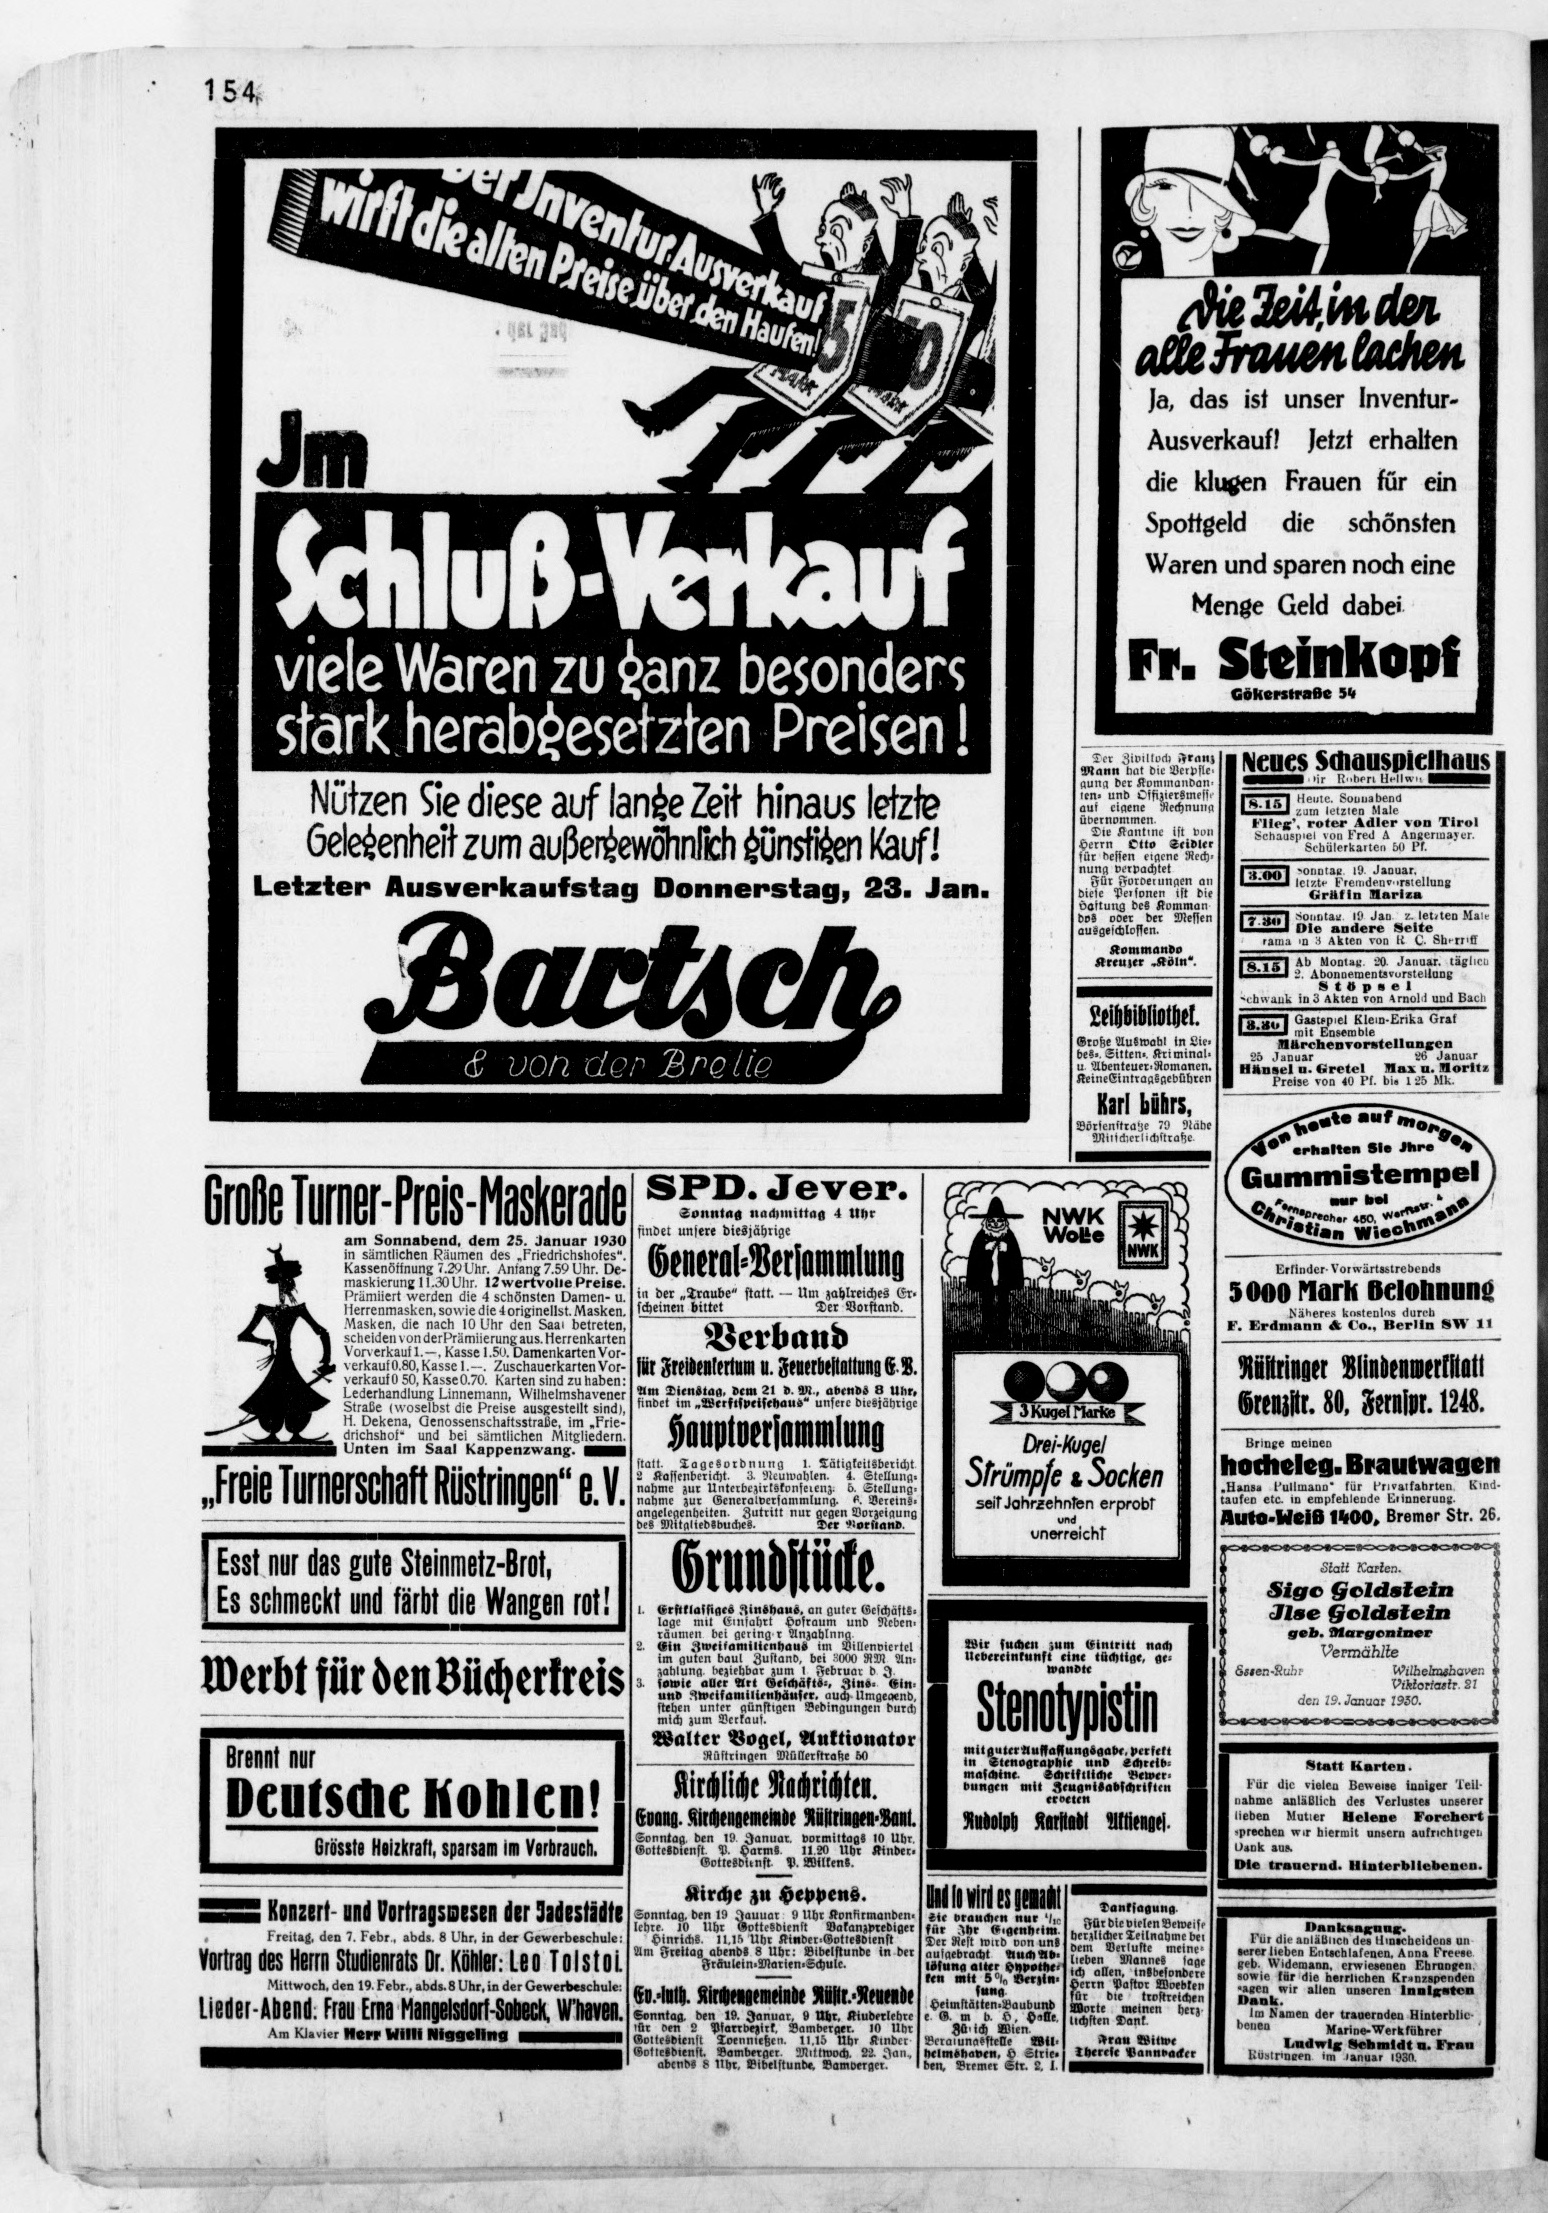 154
Der Inventur-Ausverkauf
wirft die alten Preise über den Haufen!
5
MARK
50
MARK
Im
Schluß-Verkauf
viele Waren zu ganz besonders
stark herabgesetzten Preisen!
Nützen Sie diese auf lange Zeit hinaus letzte
Gelegenheit zum außergewöhnlich günstigen Kauf!
Letzter Ausverkaufstag Donnerstag, 23. Jan.
Bartsch
& von der Brelie
Die Zeit, in der
alle Frauen lachen
Ja, das ist unser Inventur-
Ausverkauf! Jetzt erhalten
die klugen Frauen für ein
Spottgeld die schönsten
Waren und sparen noch eine
Menge Geld dabei
Fr. Steinkopf
Gökerstraße 54
Der Zivilkoch Franz
Mann hat die Verpfle-
gung der Kommandan-
ten- und Offiziersmesse
auf eigene Rechnung
übernommen.
Die Kantine ist von
Herrn Otto Seidler
für dessen eigene Rech-
nung verpachtet
Für Forderungen an
diese Personen ist die
Haftung des Komman-
dos oder der Messen
ausgeschlossen.
Kommando
Kreuzer „Köln“.
Leihbibliothek.
Große Auswahl in Lie-
bes-, Sitten-, Kriminal-
u. Abenteuer-Romanen.
Keine Eintragsgebühren
Karl Lührs,
Börsenstraße 79 Nähe
Mitscherlichstraße.
Neues Schauspielhaus
Dir Robert Hellwig
8.15 Heute, Sonnabend
zum letzten Male
Flieg', roter Adler von Tirol
Schauspiel von Fred A Angermayer.
Schülerkarten 50 Pf.
3.00 Sonntag, 19. Januar,
letzte Fremdenvorstellung
Gräfin Mariza
7.30 Sonntag, 19. Jan. z. letzten Male
Die andere Seite
Drama in 3 Akten von R. C. Sherriff
8.15 Ab Montag. 20. Januar. täglich
2. Abonnementsvorstellung
Stöpsel
Schwank in 3 Akten von Arnold und Bach
3.30 Gastspiel Klein-Erika Graf
mit Ensemble
Märchenvorstellungen
25 Januar 26 Januar
Hänsel u. Gretel Max u. Moritz
Preise von 40 Pf. bis 1 25 Mk.
Von heute auf morgen
erhalten Sie Ihre
Gummistempel
nur bei
Fernsprecher 450, Werftstr. 4
Christian Wiechmann
Erfinder-Vorwärtsstrebends
5000 Mark Belohnung
Näheres kostenlos durch
F. Erdmann & Co., Berlin SW 11
Rüstringer Blindenwerkstatt
Grenzstr. 80, Fernspr. 1248.
Bringe meinen
hocheleg. Brautwagen
„Hansa Pullmann“ für Privatfahrten, Kind-
taufen etc. in empfehlende Erinnerung.
Auto-Weiß 1400, Bremer Str. 26.
Statt Karten.
Sigo Goldstein
Ilse Goldstein
geb. Margoniner
Vermählte
Essen-Ruhr Wilhelmshaven
Viktoriastr. 21
den 19. Januar 1930.
Statt Karten.
Für die vielen Beweise inniger Teil-
nahme anläßlich des Verlustes unserer
lieben Mutter Helene Forchert
sprechen wir hiermit unsern aufrichtigen
Dank aus.
Die trauernd. Hinterbliebenen.
Danksagung.
Für die anläßlich des Hinscheidens un-
serer lieben Entschlafenen, Anna Freese
geb. Widemann, erwiesenen Ehrungen,
sowie für die herrlichen Kranzspenden
sagen wir allen unseren innigsten
Dank.
Im Namen der trauernden Hinterblie-
benen Marine-Werkführer
Ludwig Schmidt u. Frau
Rüstringen, im Januar 1930.
Große Turner-Preis-Maskerade
am Sonnabend, dem 25. Januar 1930
in sämtlichen Räumen des „Friedrichshofes“.
Kassenöffnung 7.29 Uhr. Anfang 7.59 Uhr. De-
maskierung 11.30 Uhr. 12 wertvolle Preise.
Prämiiert werden die 4 schönsten Damen- u.
Herrenmasken, sowie die 4 originellst. Masken.
Masken, die nach 10 Uhr den Saal betreten,
scheiden von der Prämiierung aus. Herrenkarten
Vorverkauf 1.—, Kasse 1.50. Damenkarten Vor-
verkauf 0.80, Kasse 1.—. Zuschauerkarten Vor-
verkauf 0 50, Kasse 0.70. Karten sind zu haben:
Lederhandlung Linnemann, Wilhelmshavener
Straße (woselbst die Preise ausgestellt sind),
H. Dekena, Genossenschaftsstraße, im „Frie-
drichshof“ und bei sämtlichen Mitgliedern.
Unten im Saal Kappenzwang.
„Freie Turnerschaft Rüstringen“ e. V.
Esst nur das gute Steinmetz-Brot,
Es schmeckt und färbt die Wangen rot!
Werbt für den Bücherkreis
Brennt nur
Deutsche Kohlen!
Grösste Heizkraft, sparsam im Verbrauch.
Konzert- und Vortragswesen der Jadestädte
Freitag, den 7. Febr., abds. 8 Uhr, in der Gewerbeschule:
Vortrag des Herrn Studienrats Dr. Köhler: Leo Tolstoi.
Mittwoch, den 19. Febr., abds. 8 Uhr, in der Gewerbeschule:
Lieder-Abend: Frau Erna Mangelsdorf-Sobeck, W'haven.
Am Klavier Herr Willi Niggeling
SPD. Jever.
Sonntag nachmittag 4 Uhr
findet unsere diesjährige
General-Versammlung
in der „Traube“ statt. — Um zahlreiches Er-
scheinen bittet Der Vorstand.
Verband
für Freidenkertum u. Feuerbestattung E. V.
Am Dienstag, dem 21 d. M., abends 8 Uhr,
findet im „Werftspeisehaus“ unsere diesjährige
Hauptversammlung
statt. Tagesordnung 1. Tätigkeitsbericht.
2 Kassenbericht. 3. Neuwahlen. 4. Stellung-
nahme zur Unterbezirkskonferenz. 5. Stellung-
nahme zur Generalversammlung. 6. Vereins-
angelegenheiten. Zutritt nur gegen Vorzeigung
des Mitgliedsbuches. Der Vorstand.
Grundstücke.
1. Erstklassiges Zinshaus, an guter Geschäfts-
lage mit Einfahrt Hofraum und Neben-
räumen bei geringer Anzahlung.
2. Ein Zweifamilienhaus im Villenviertel
im guten baul Zustand, bei 3000 RM An-
zahlung, beziehbar zum 1 Februar d. J.
3. sowie aller Art Geschäfts-, Zins- Ein-
und Zweifamilienhäuser, auch Umgegend,
stehen unter günstigen Bedingungen durch
mich zum Verkauf.
Walter Vogel, Auktionator
Rüstringen Müllerstraße 50
Kirchliche Nachrichten.
Evang. Kirchengemeinde Rüstringen-Bant.
Sonntag, den 19. Januar, vormittags 10 Uhr,
Gottesdienst. P. Harms. 11.20 Uhr Kinder-
Gottesdienst. P. Wilkens.
Kirche zu Heppens.
Sonntag, den 19 Januar 9 Uhr Konfirmanden-
lehre. 10 Uhr Gottesdienst Vakanzprediger
Hinrichs. 11,15 Uhr Kinder-Gottesdienst
Am Freitag abends 8 Uhr: Bibelstunde in der
Fräulein-Marien-Schule.
Ev.-luth. Kirchengemeinde Rüstr.-Neuende
Sonntag, den 19. Januar, 9 Uhr, Kinderlehre
für den 2 Pfarrbezirk, Bamberger. 10 Uhr
Gottesdienst Toennießen. 11,15 Uhr Kinder-
Gottesdienst, Bamberger. Mittwoch, 22. Jan.,
abends 8 Uhr, Bibelstunde, Bamberger.
NWK
Wolle
NWK
3 Kugel Marke
Drei-Kugel
Strümpfe & Socken
seit Jahrzehnten erprobt
und
unerreicht
Wir suchen zum Eintritt nach
Uebereinkunft eine tüchtige, ge-
wandte
Stenotypistin
mit guter Auffassungsgabe, perfekt
in Stenographie und Schreib-
maschine. Schriftliche Bewer-
bungen mit Zeugnisabschriften
erbeten
Rudolph Karstadt Aktienges.
Und so wird es gemacht
Sie brauchen nur 1/10
für Ihr Eigenheim.
Der Rest wird von uns
aufgebracht. Auch Ab-
lösung alter Hypothe-
ken mit 5% Verzin-
sung
Heimstätten-Baubund
e. G. m b. H., Halle,
Zürich Wien.
Beratungsstelle Wil-
helmshaven, H Strie-
ben, Bremer Str. 2, I.
Danksagung.
Für die vielen Beweise
herzlicher Teilnahme bei
dem Verluste meines
lieben Mannes sage
ich allen, insbesondere
Herrn Pastor Woebken
für die trostreichen
Worte meinen herz-
lichsten Dank.
Frau Witwe
Therese Pannbacker